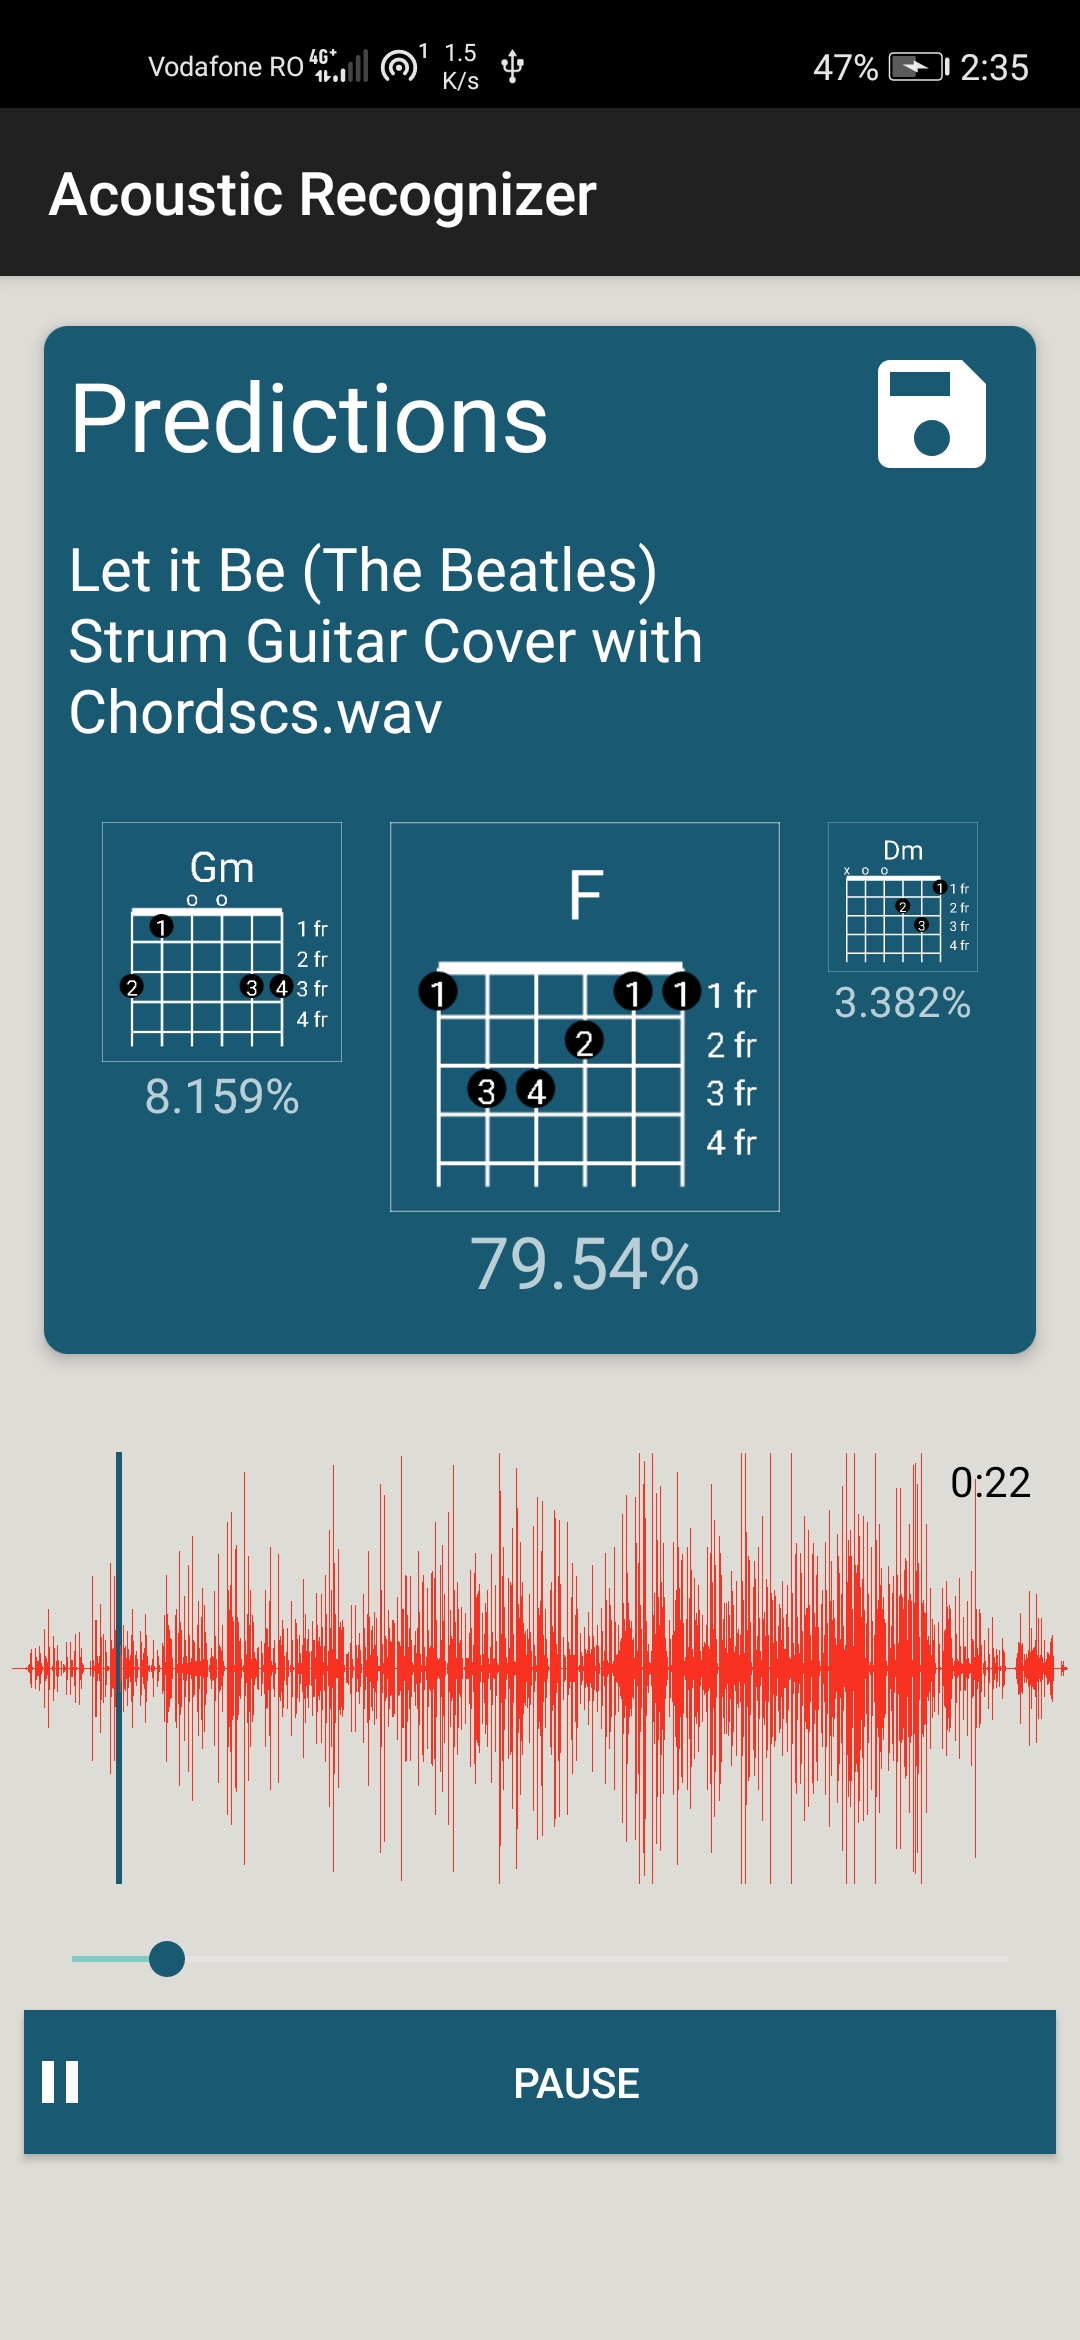 Vodafone RO 4G+ 1 1.5 K/s 47% 2:35
Acoustic Recognizer
Predictions
Let it Be (The Beatles)
Strum Guitar Cover with
Chordscs.wav
Gm
o o
1 1 fr
2 fr
2 3 4 3 fr
4 fr
8.159%
F
1 1 1 1 fr
2 2 fr
3 4 3 fr
4 fr
79.54%
Dm
x o o
1 1 fr
2 2 fr
3 3 fr
4 fr
3.382%
0:22
PAUSE